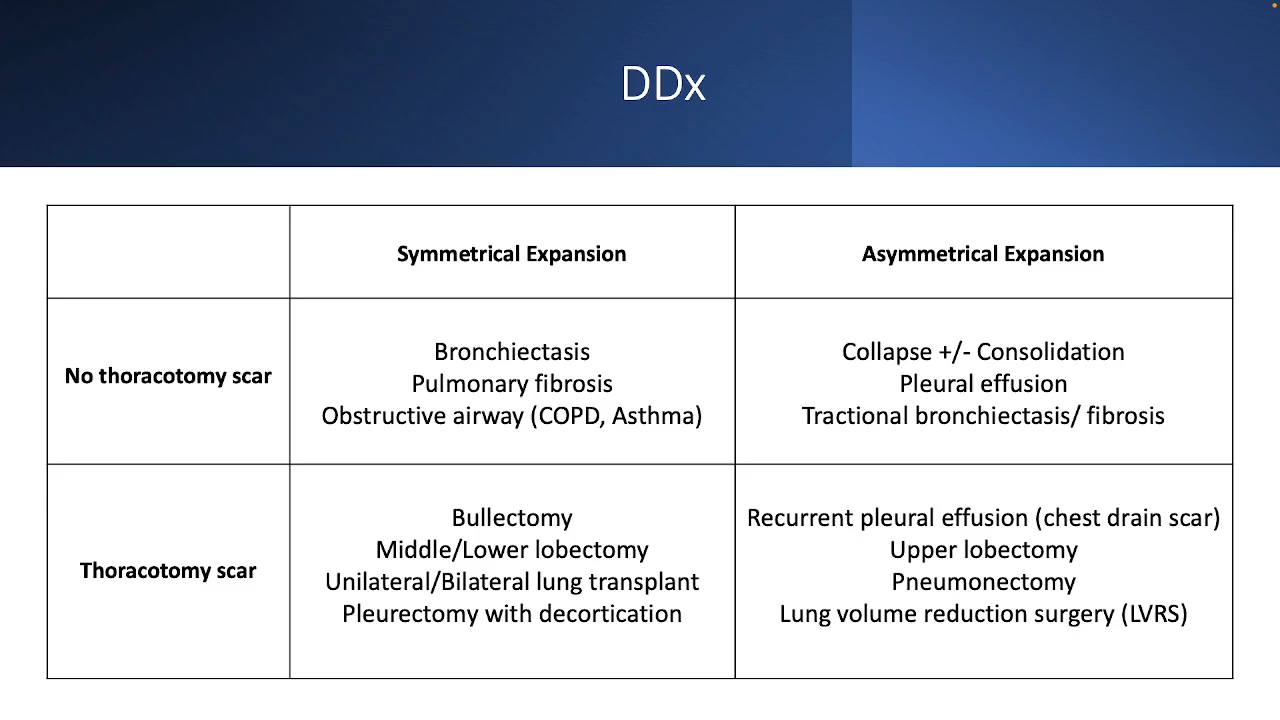 DDx
Symmetrical Expansion
Asymmetrical Expansion
No thoracotomy scar
Bronchiectasis
Pulmonary fibrosis
Obstructive airway (COPD, Asthma)
Collapse +/- Consolidation
Pleural effusion
Tractional bronchiectasis/ fibrosis
Thoracotomy scar
Bullectomy
Middle/Lower lobectomy
Unilateral/Bilateral lung transplant
Pleurectomy with decortication
Recurrent pleural effusion (chest drain scar)
Upper lobectomy
Pneumonectomy
Lung volume reduction surgery (LVRS)